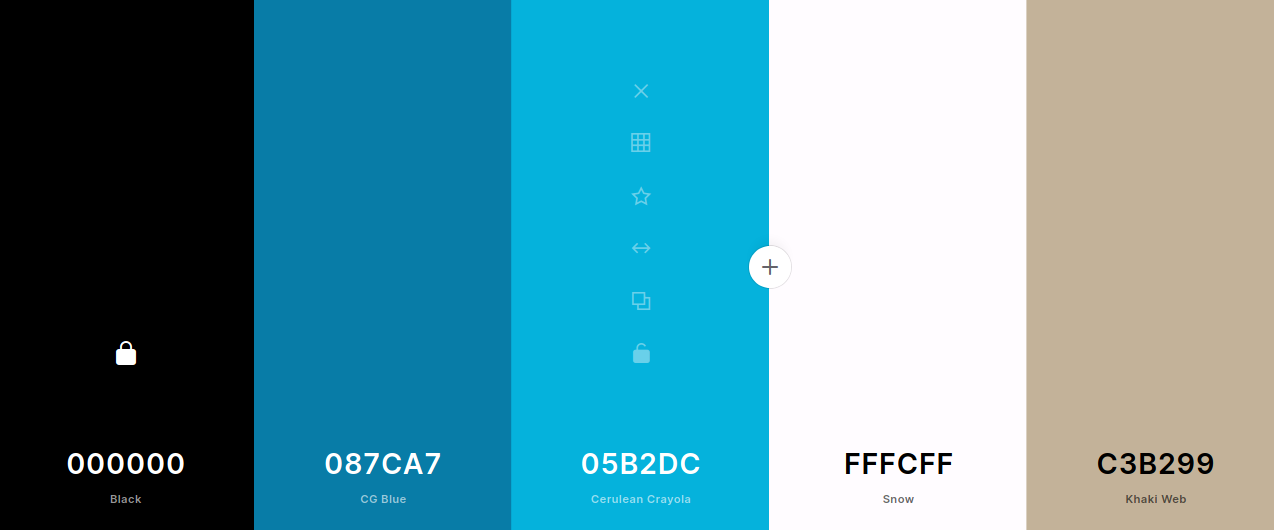 000000
Black
087CA7
CG Blue
05B2DC
Cerulean Crayola
FFFCFF
Snow
C3B299
Khaki Web